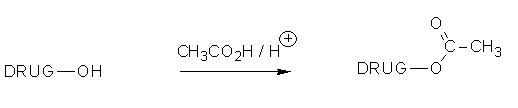 DRUG—OH
CH₃CO₂H / H⊕
O
DRUG—O
C—CH₃